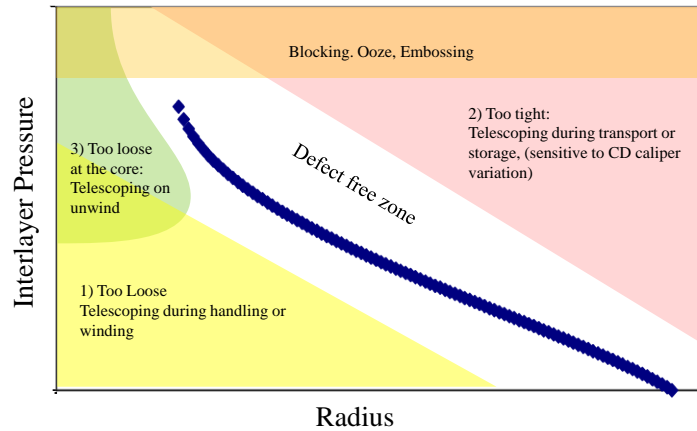 Blocking. Ooze, Embossing
2) Too tight:
Telescoping during transport or
storage, (sensitive to CD caliper
variation)
Defect free zone
3) Too loose
at the core:
Telescoping on
unwind
1) Too Loose
Telescoping during handling or
winding
Interlayer Pressure
Radius